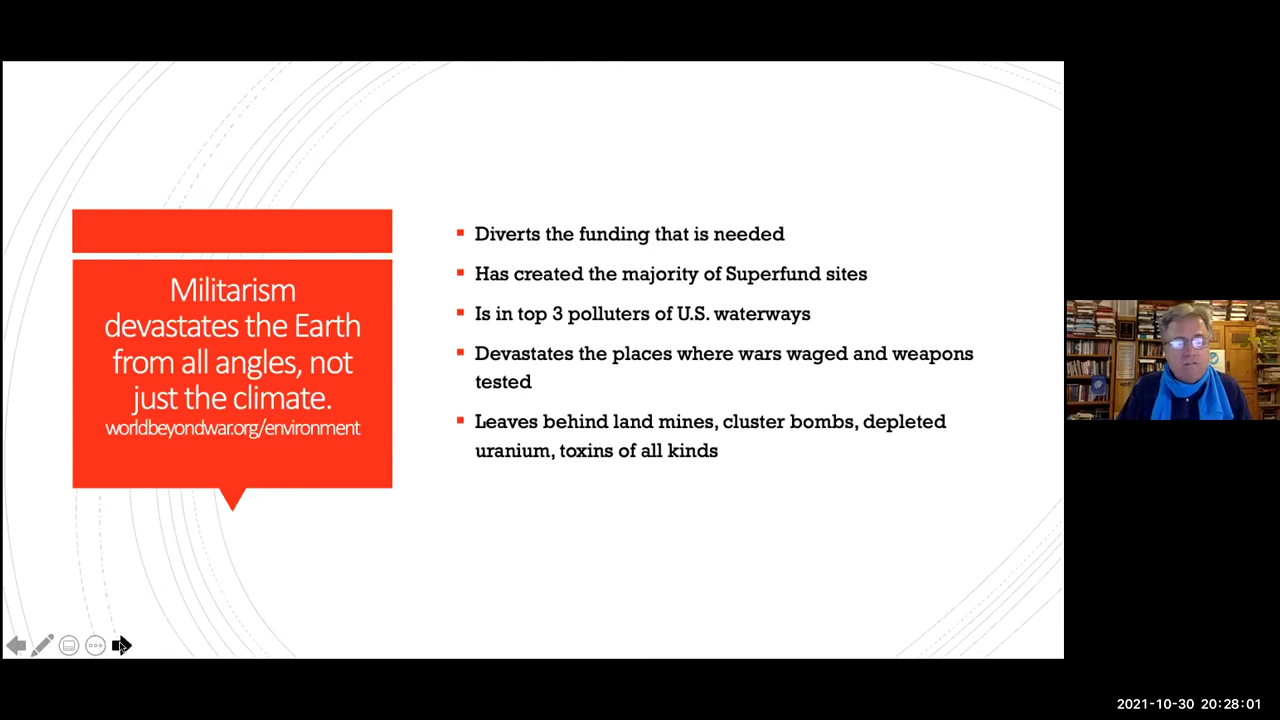 Militarism
devastates the Earth
from all angles, not
just the climate.
worldbeyondwar.org/environment
Diverts the funding that is needed
Has created the majority of Superfund sites
Is in top 3 polluters of U.S. waterways
Devastates the places where wars waged and weapons
tested
Leaves behind land mines, cluster bombs, depleted
uranium, toxins of all kinds
2021-10-30 20:28:01